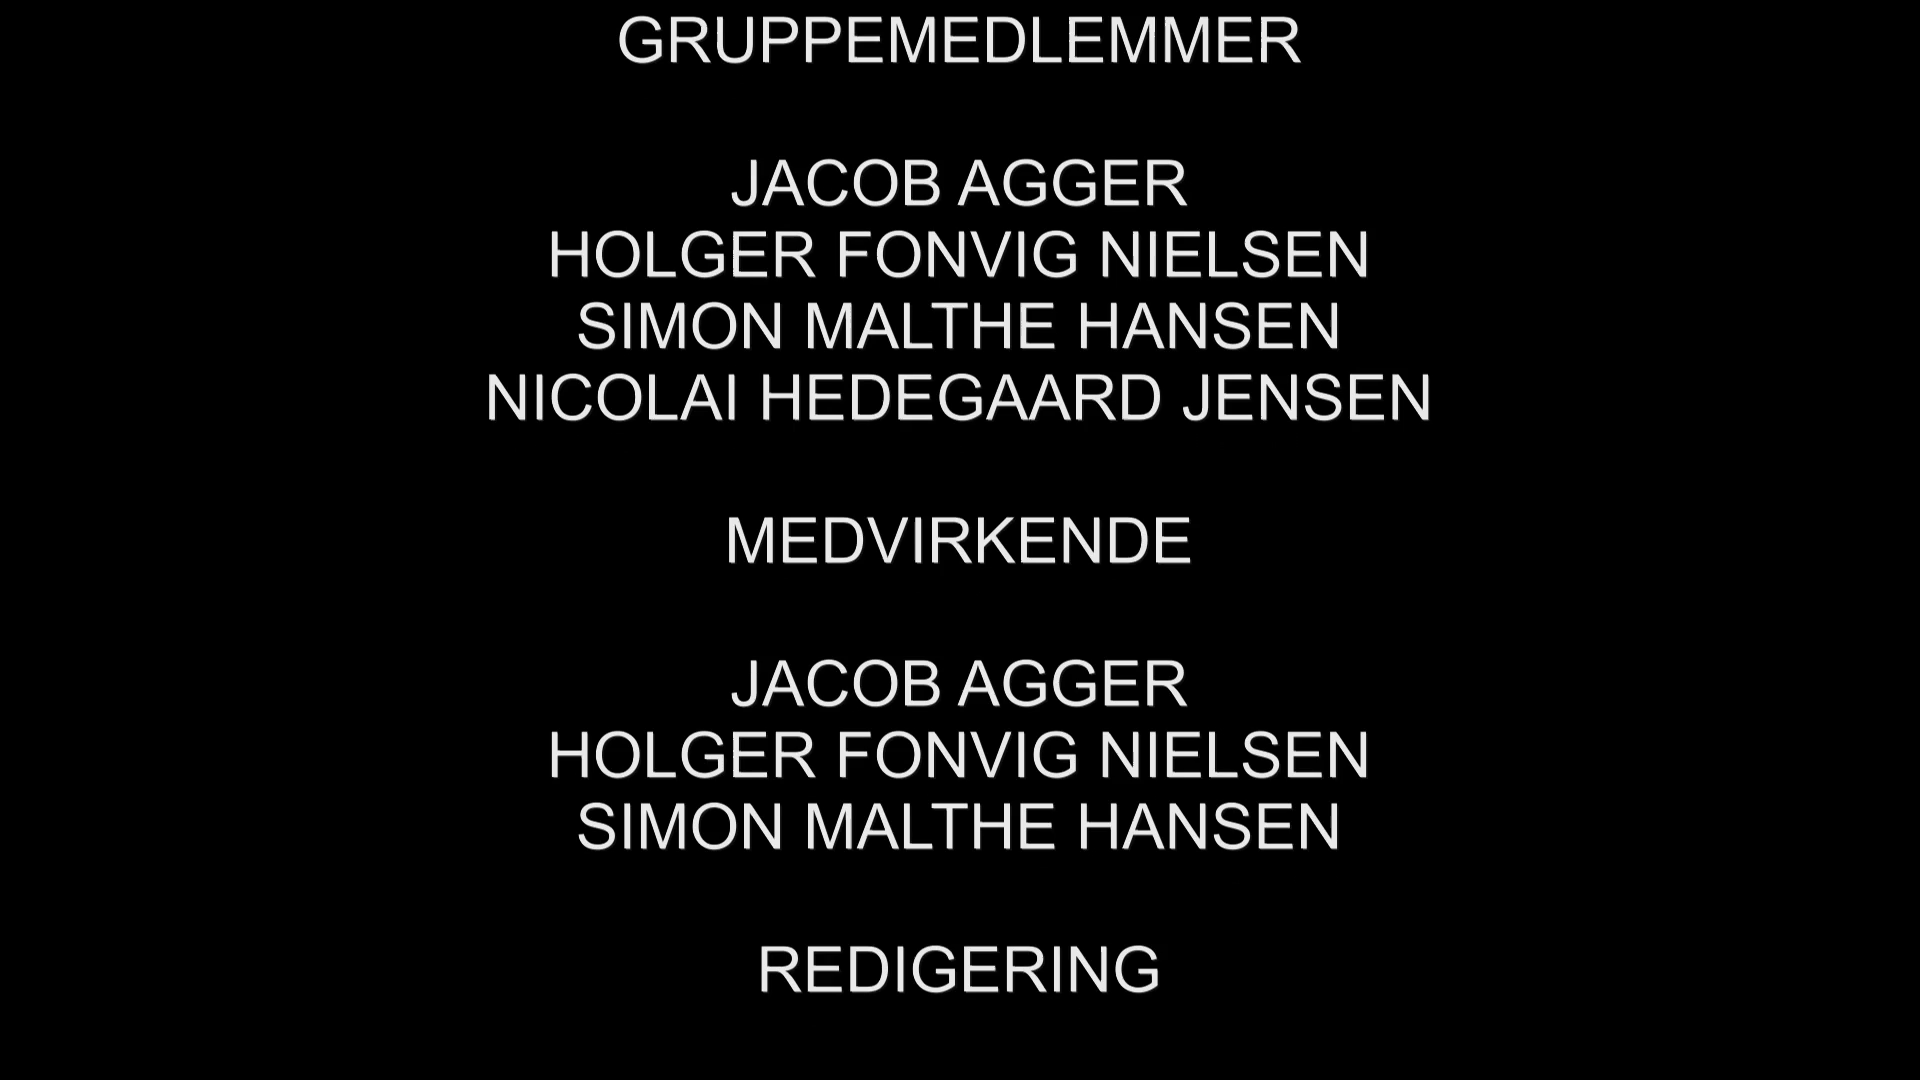 GRUPPEMEDLEMMER
JACOB AGGER
HOLGER FONVIG NIELSEN
SIMON MALTHE HANSEN
NICOLAI HEDEGAARD JENSEN
MEDVIRKENDE
JACOB AGGER
HOLGER FONVIG NIELSEN
SIMON MALTHE HANSEN
REDIGERING